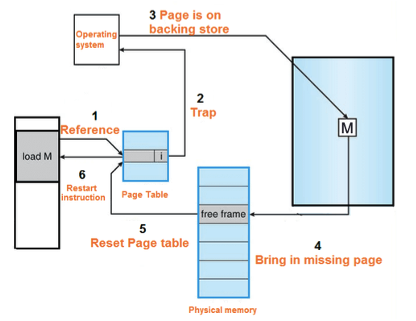 3 Page is on
backing store
Operating
system
1
Reference
2
Trap
M
load M
i
6
Restart
instruction
Page Table
free frame
5
Reset Page table
4
Bring in missing page
Physical memory